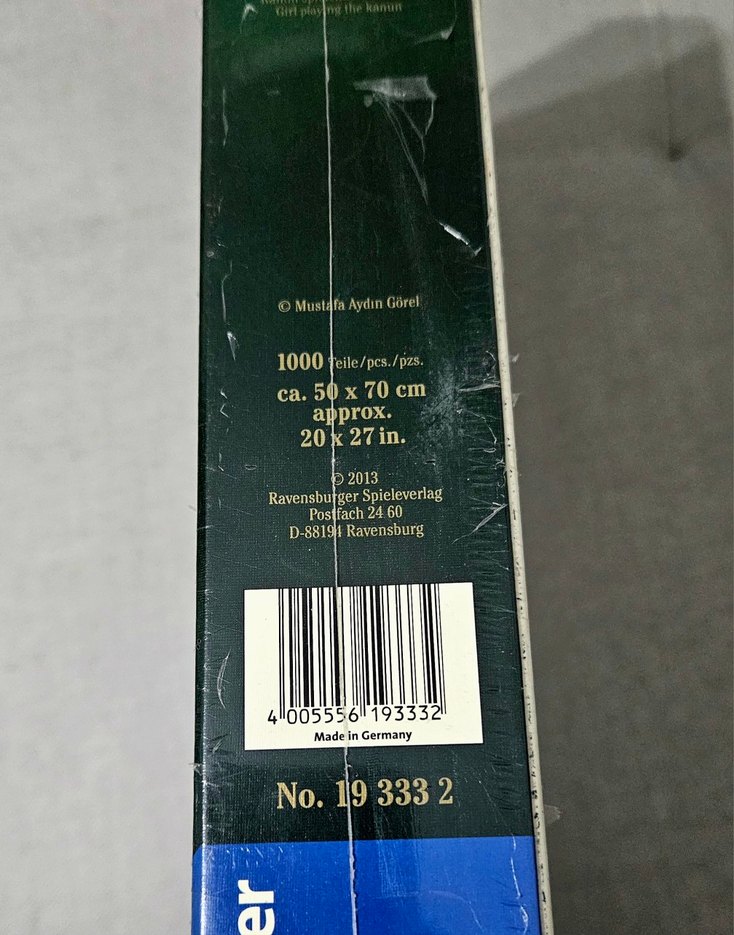 Girl playing the kanun
© Mustafa Aydın Görel
1000 Teile/pcs./pzs.
ca. 50 x 70 cm
approx.
20 x 27 in.
© 2013
Ravensburger Spieleverlag
Postfach 24 60
D-88194 Ravensburg
4 005556 193332
Made in Germany
No. 19 333 2
er